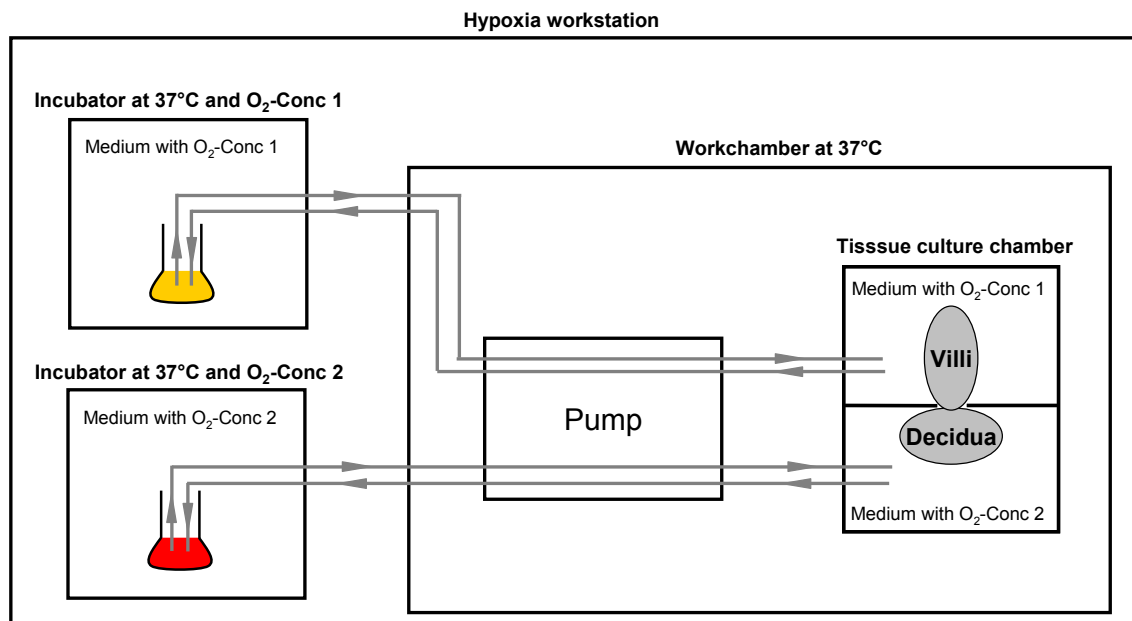 Hypoxia workstation
Incubator at 37°C and O₂-Conc 1
Medium with O₂-Conc 1
Workchamber at 37°C
Tisssue culture chamber
Medium with O₂-Conc 1
Villi
Incubator at 37°C and O₂-Conc 2
Medium with O₂-Conc 2
Pump
Decidua
Medium with O₂-Conc 2